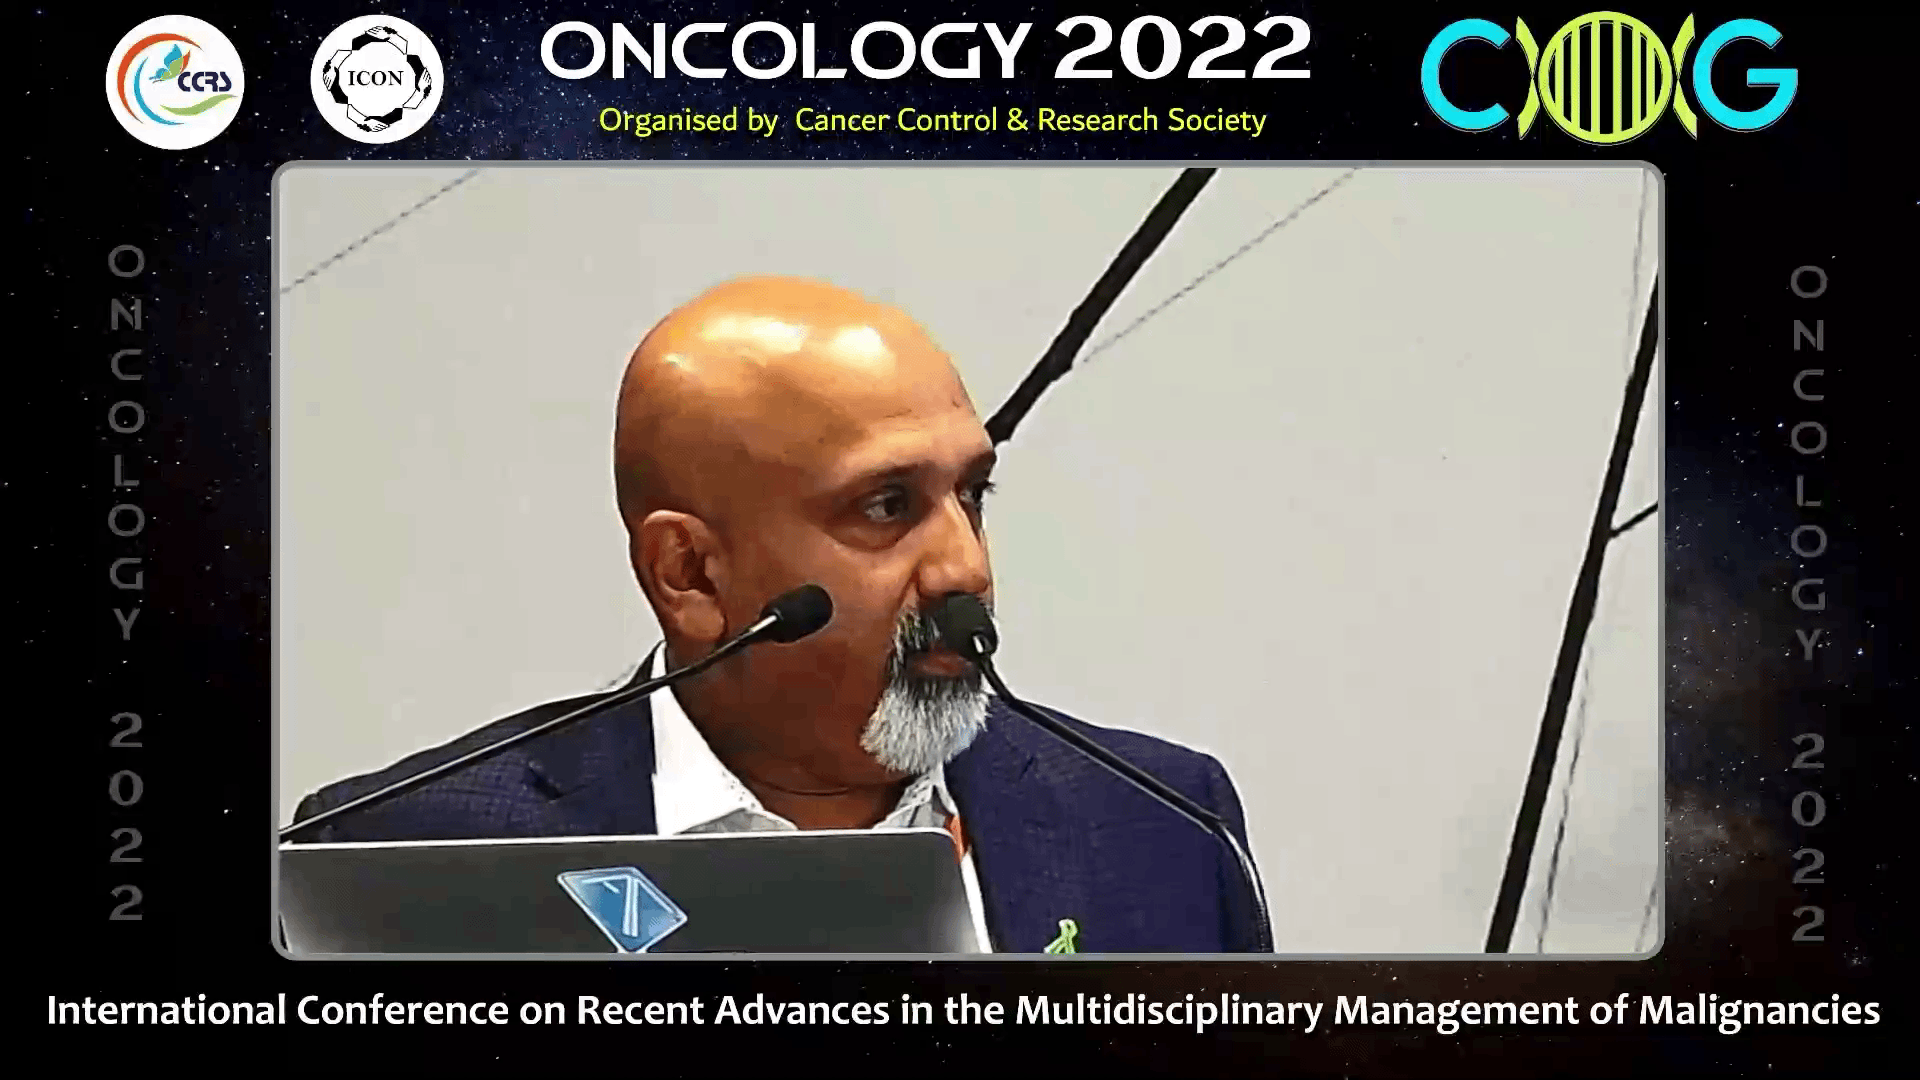 CCRS
ICON
ONCOLOGY 2022
Organised by Cancer Control & Research Society
COG
ONCOLOGY 2022
ONCOLOGY 2022
International Conference on Recent Advances in the Multidisciplinary Management of Malignancies